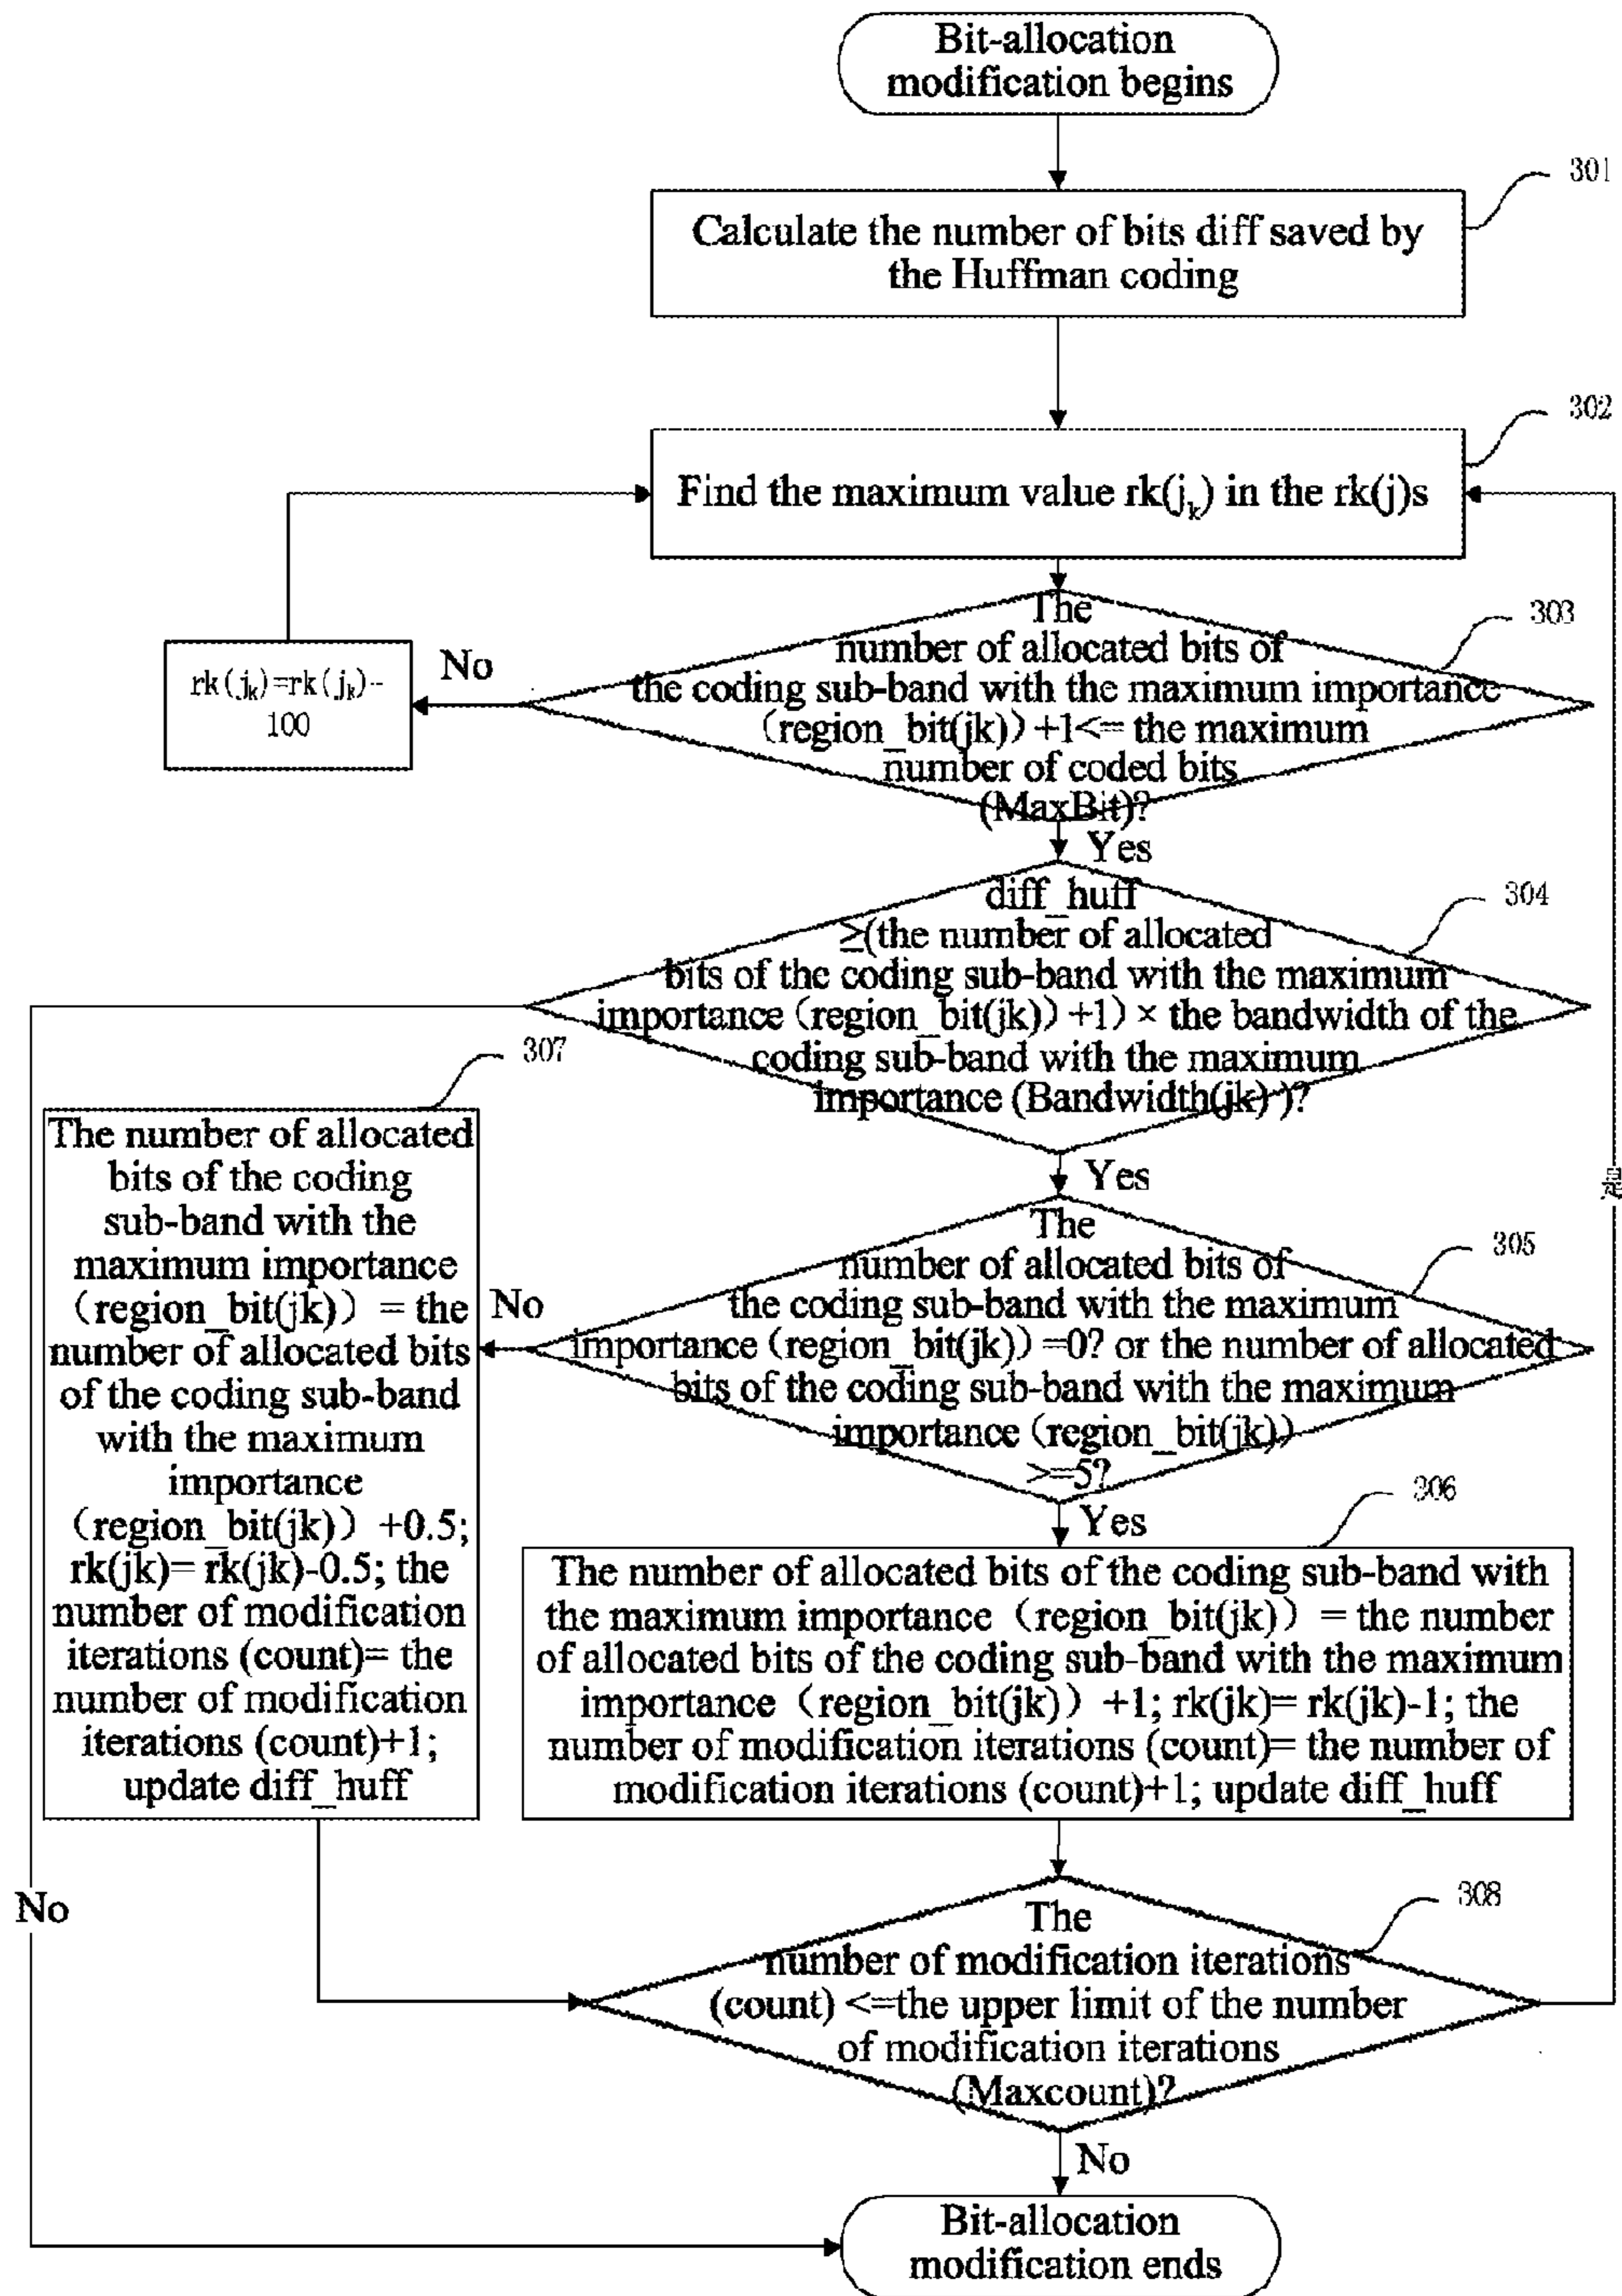 Bit-allocation
modification begins
301
Calculate the number of bits diff saved by
the Huffman coding
302
Find the maximum value rk(jk) in the rk(j)s
303
The
number of allocated bits of
the coding sub-band with the maximum importance
(region_bit(jk)) +1<= the maximum
number of coded bits
(MaxBit)?
No
rk(jk)=rk(jk)-
100
Yes
304
diff_huff
≥(the number of allocated
bits of the coding sub-band with the maximum
importance (region_bit(jk)) +1) × the bandwidth of the
coding sub-band with the maximum
importance (Bandwidth(jk) )?
Yes
305
The
number of allocated bits of
the coding sub-band with the maximum
importance (region_bit(jk)) =0? or the number of allocated
bits of the coding sub-band with the maximum
importance (region_bit(jk))
>=5?
No
307
The number of allocated
bits of the coding
sub-band with the
maximum importance
(region_bit(jk)) = the
number of allocated bits
of the coding sub-band
with the maximum
importance
(region_bit(jk)) +0.5;
rk(jk)= rk(jk)-0.5; the
number of modification
iterations (count)= the
number of modification
iterations (count)+1;
update diff_huff
Yes
306
The number of allocated bits of the coding sub-band with
the maximum importance (region_bit(jk)) = the number
of allocated bits of the coding sub-band with the maximum
importance (region_bit(jk)) +1; rk(jk)= rk(jk)-1; the
number of modification iterations (count)= the number of
modification iterations (count)+1; update diff_huff
No
308
The
number of modification iterations
(count) <=the upper limit of the number
of modification iterations
(Maxcount)?
No
Bit-allocation
modification ends